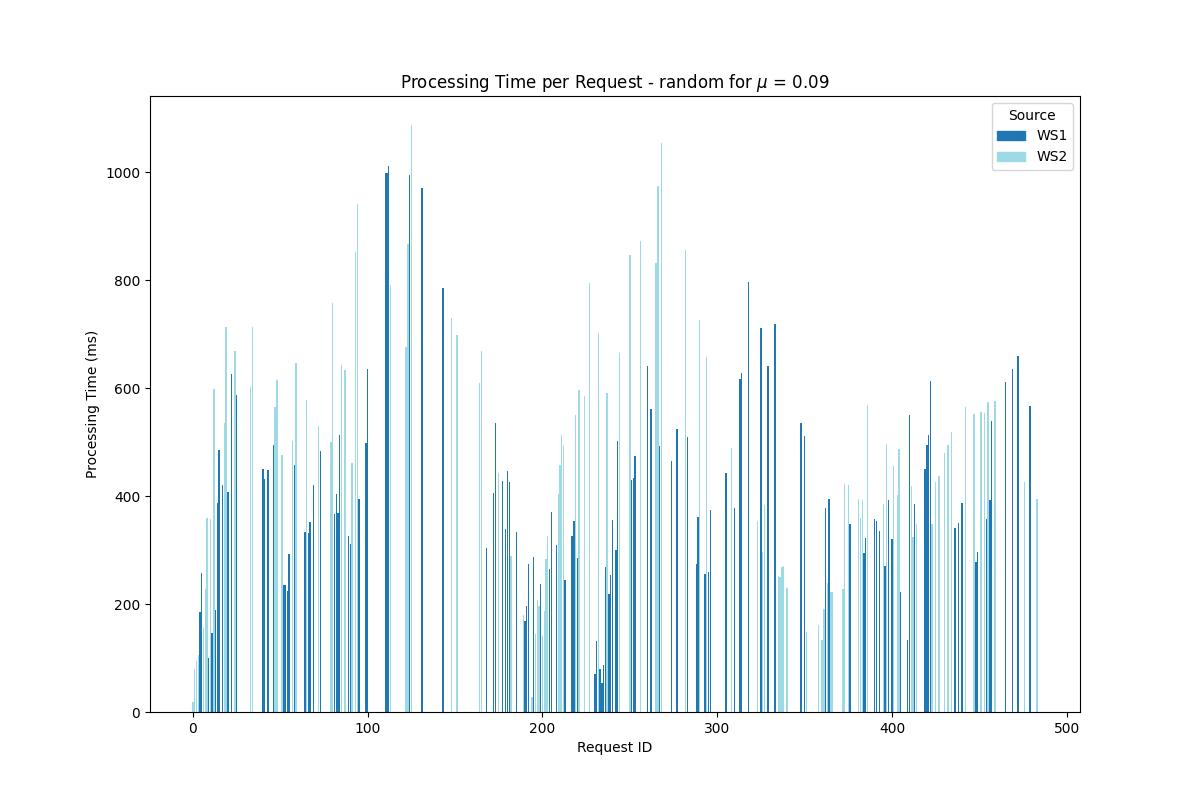 Processing Time per Request - random for μ = 0.09
Source
WS1
WS2
Processing Time (ms)
1000
800
600
400
200
0
0 100 200 300 400 500
Request ID